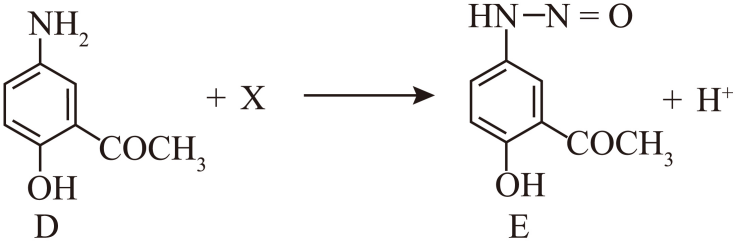 NH₂
COCH₃
OH
D
+ X
HN–N = O
COCH₃
OH
E
+ H⁺